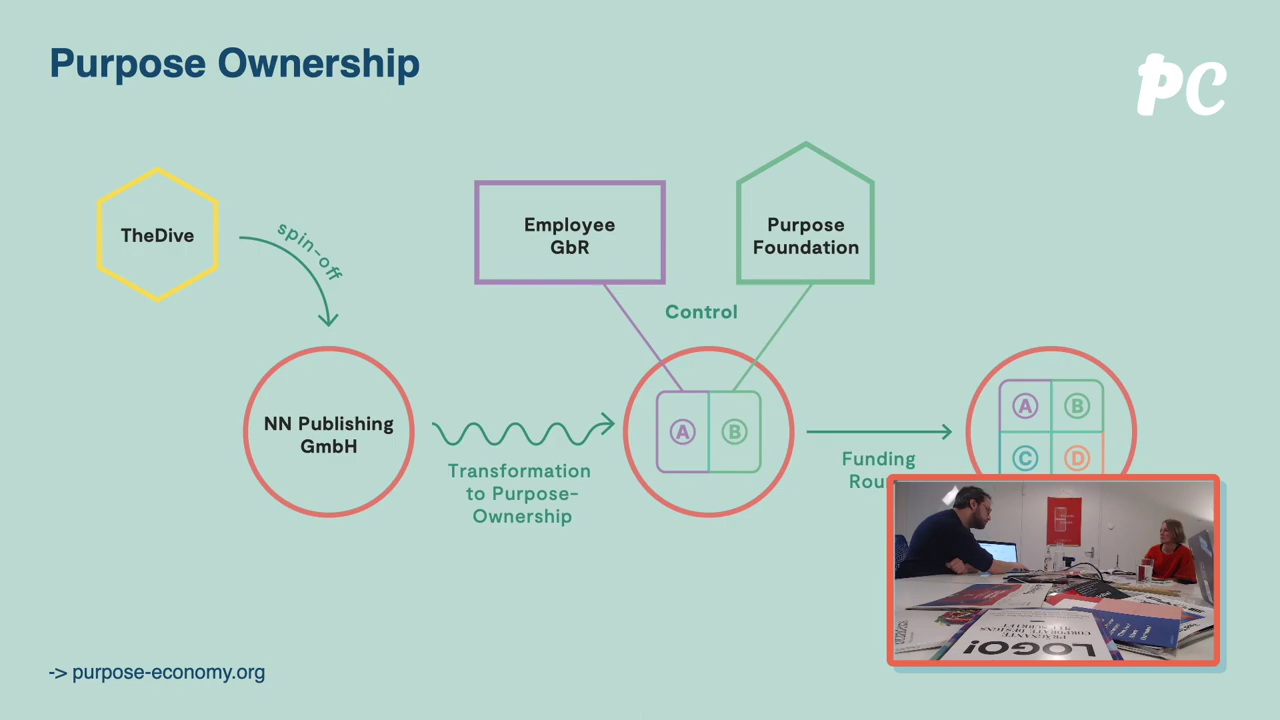 Purpose Ownership
PC
TheDive
spin-off
Employee
GbR
Purpose
Foundation
Control
NN Publishing
GmbH
Transformation
to Purpose-
Ownership
A
B
Funding
A
B
C
D
LOGO!
-> purpose-economy.org